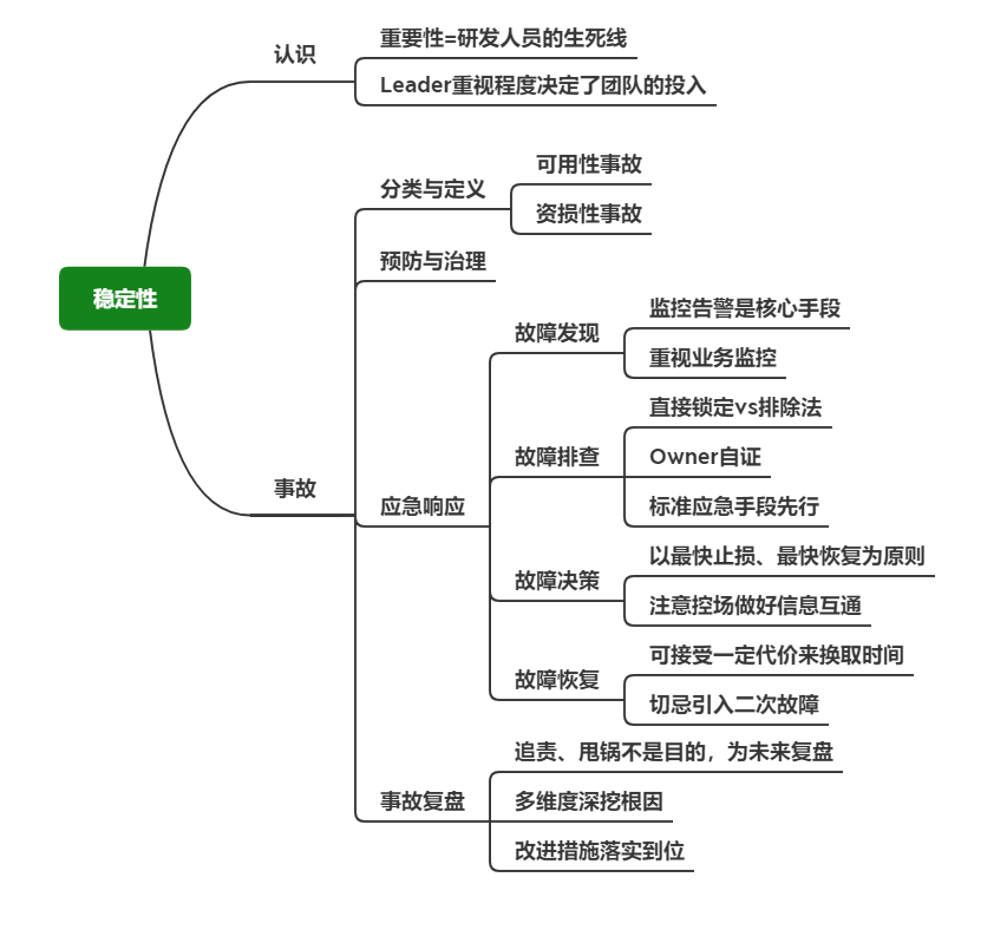 稳定性
认识
重要性=研发人员的生死线
Leader重视程度决定了团队的投入
事故
分类与定义
可用性事故
资损性事故
预防与治理
应急响应
故障发现
监控告警是核心手段
重视业务监控
故障排查
直接锁定vs排除法
Owner自证
标准应急手段先行
故障决策
以最快止损、最快恢复为原则
注意控场做好信息互通
故障恢复
可接受一定代价来换取时间
切忌引入二次故障
事故复盘
追责、甩锅不是目的，为未来复盘
多维度深挖根因
改进措施落实到位